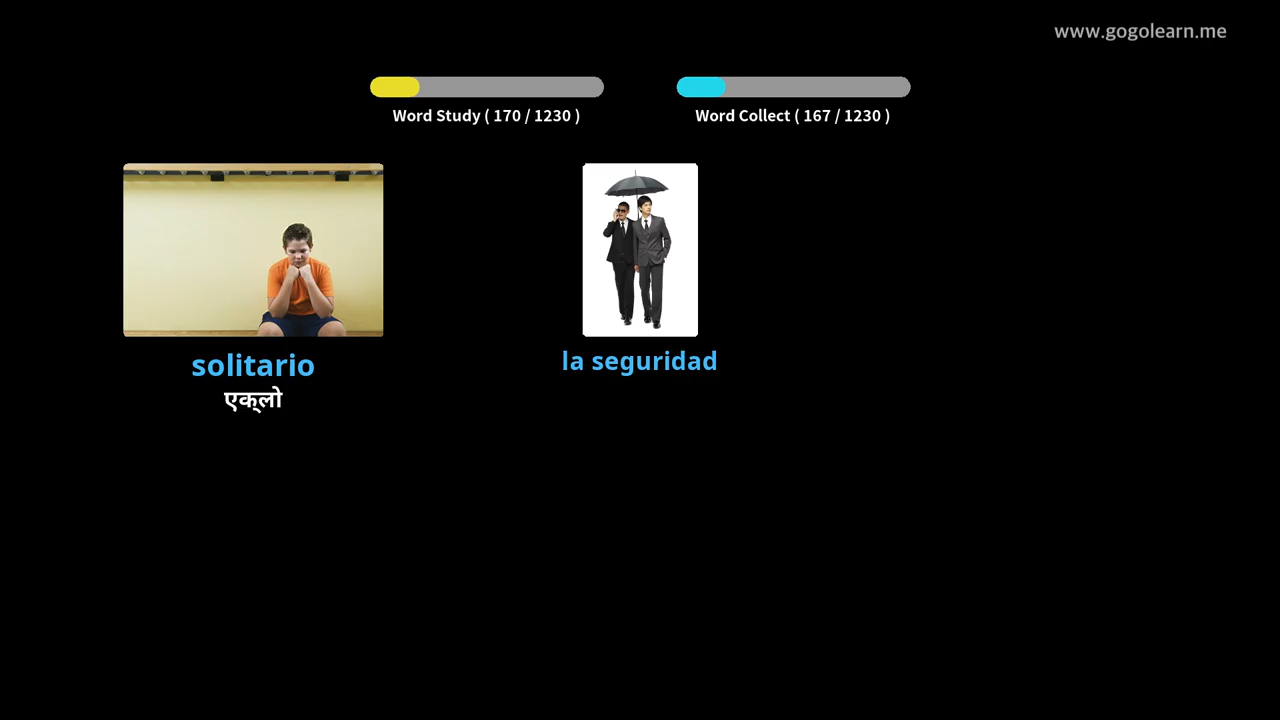 www.gogolearn.me
Word Study ( 170 / 1230 )
Word Collect ( 167 / 1230 )
solitario
एक्लो
la seguridad